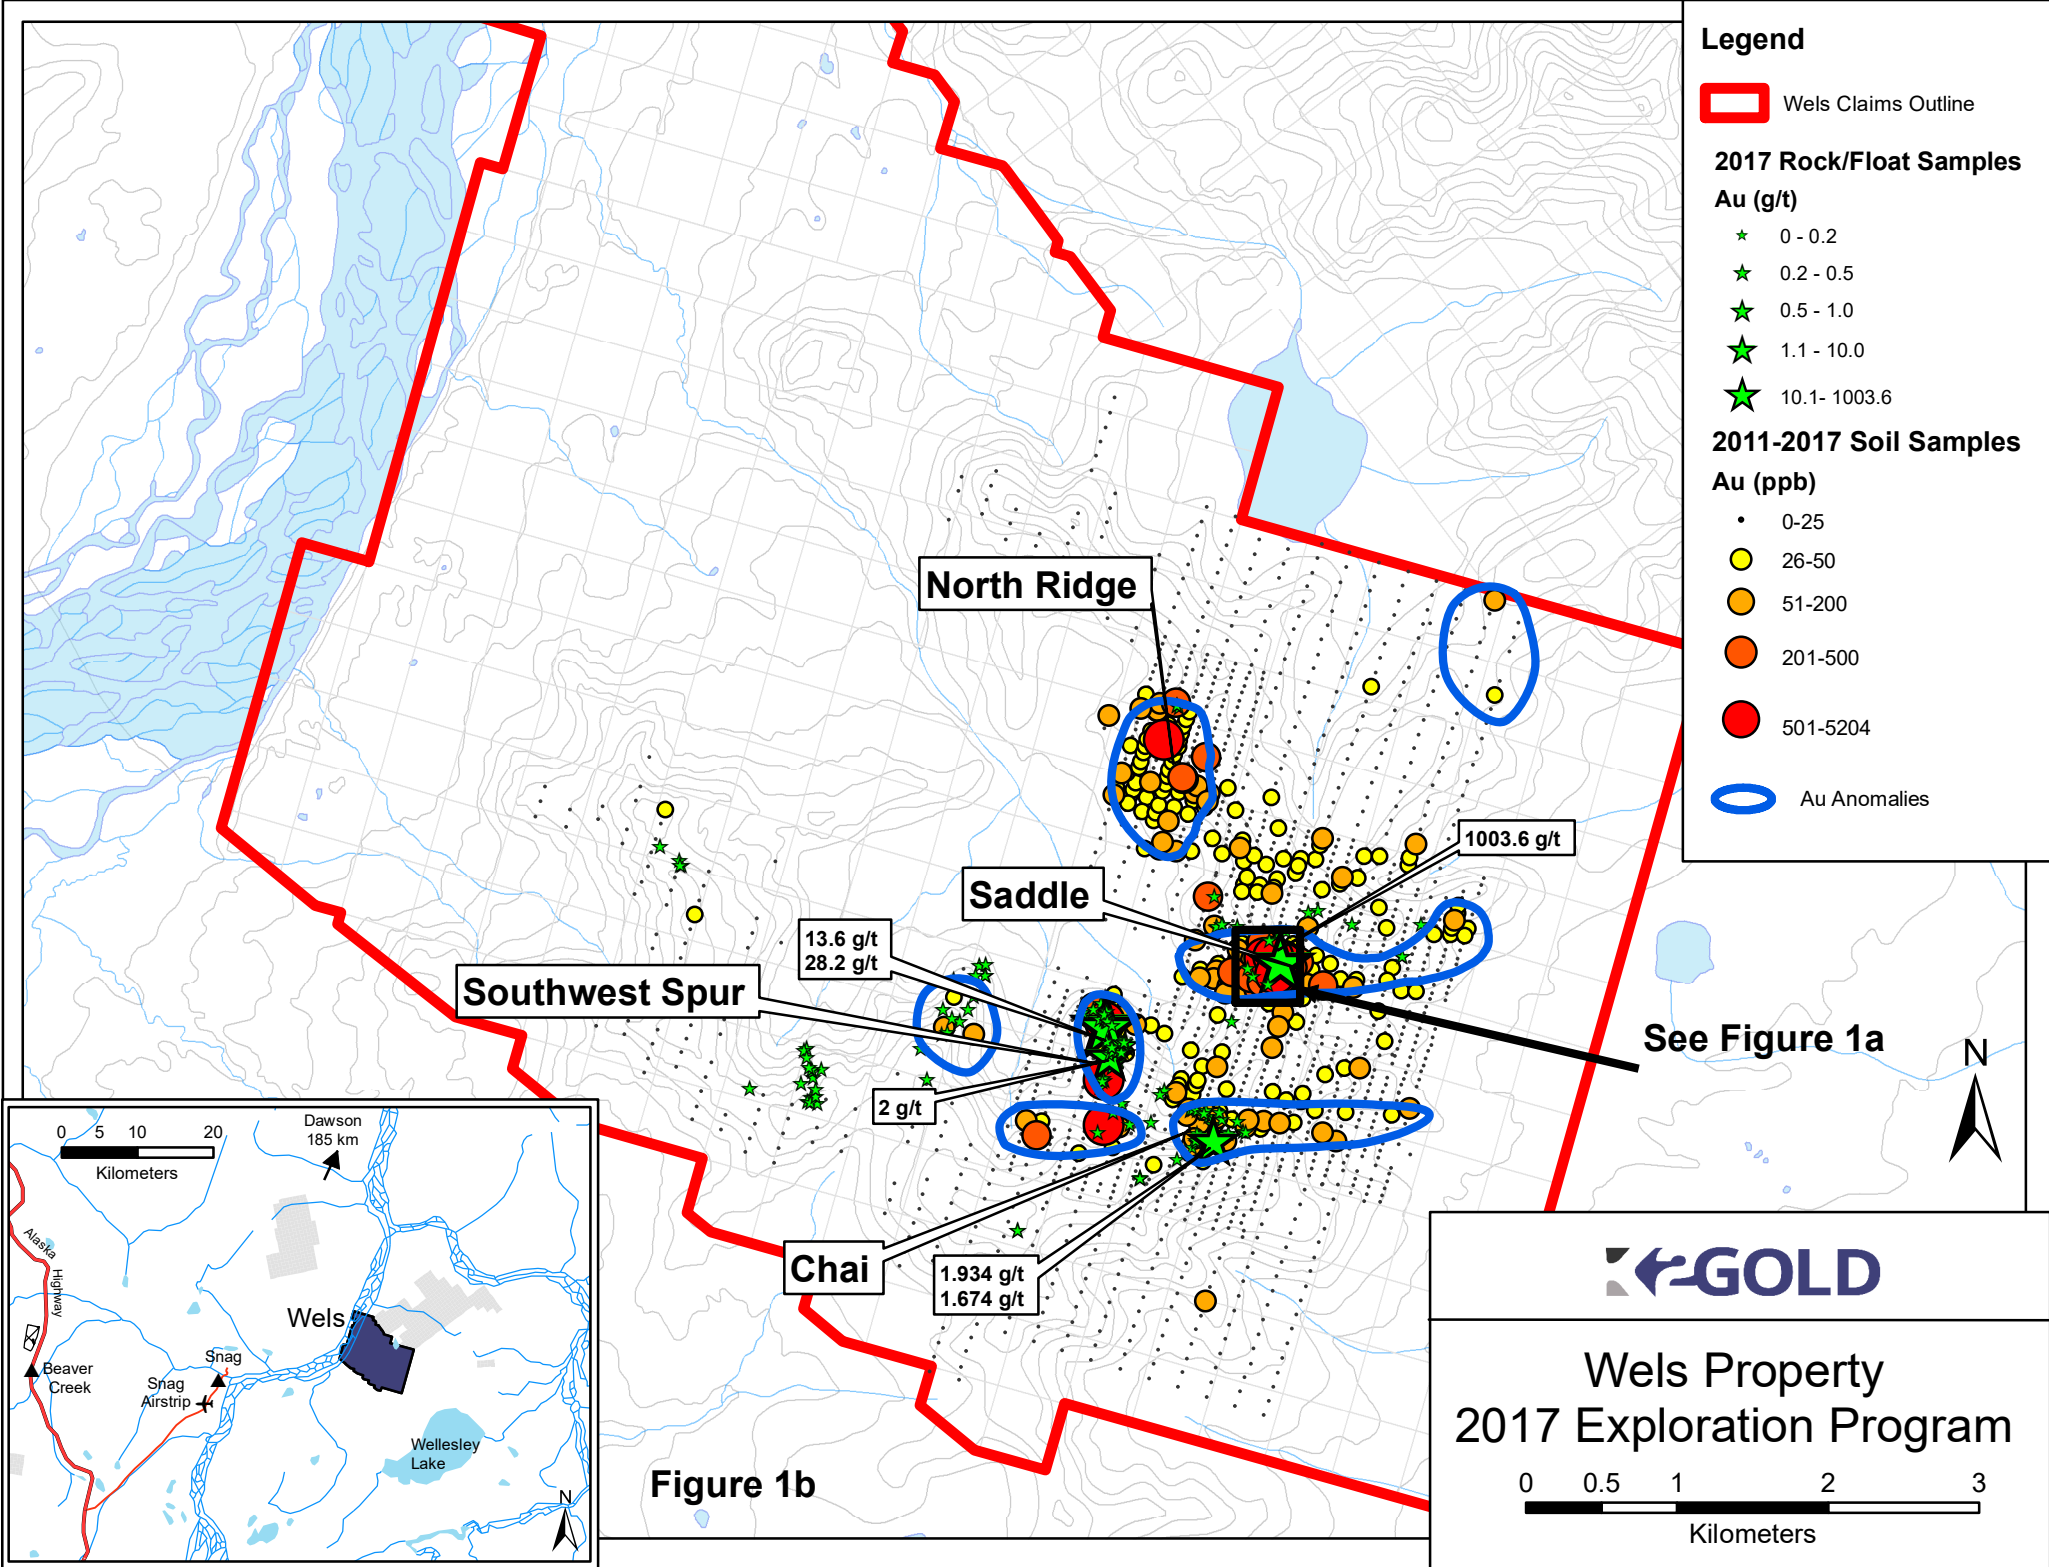 Legend
Wels Claims Outline
2017 Rock/Float Samples
Au (g/t)
0 - 0.2
0.2 - 0.5
0.5 - 1.0
1.1 - 10.0
10.1- 1003.6
2011-2017 Soil Samples
Au (ppb)
0-25
26-50
51-200
201-500
501-5204
Au Anomalies
North Ridge
1003.6 g/t
Saddle
13.6 g/t
28.2 g/t
Southwest Spur
See Figure 1a
2 g/t
Chai
1.934 g/t
1.674 g/t
N
Figure 1b
0 5 10 20
Kilometers
Dawson
185 km
Alaska
Highway
Wels
Beaver
Creek
Snag
Snag
Airstrip
Wellesley
Lake
N
K2GOLD
Wels Property
2017 Exploration Program
0 0.5 1 2 3
Kilometers